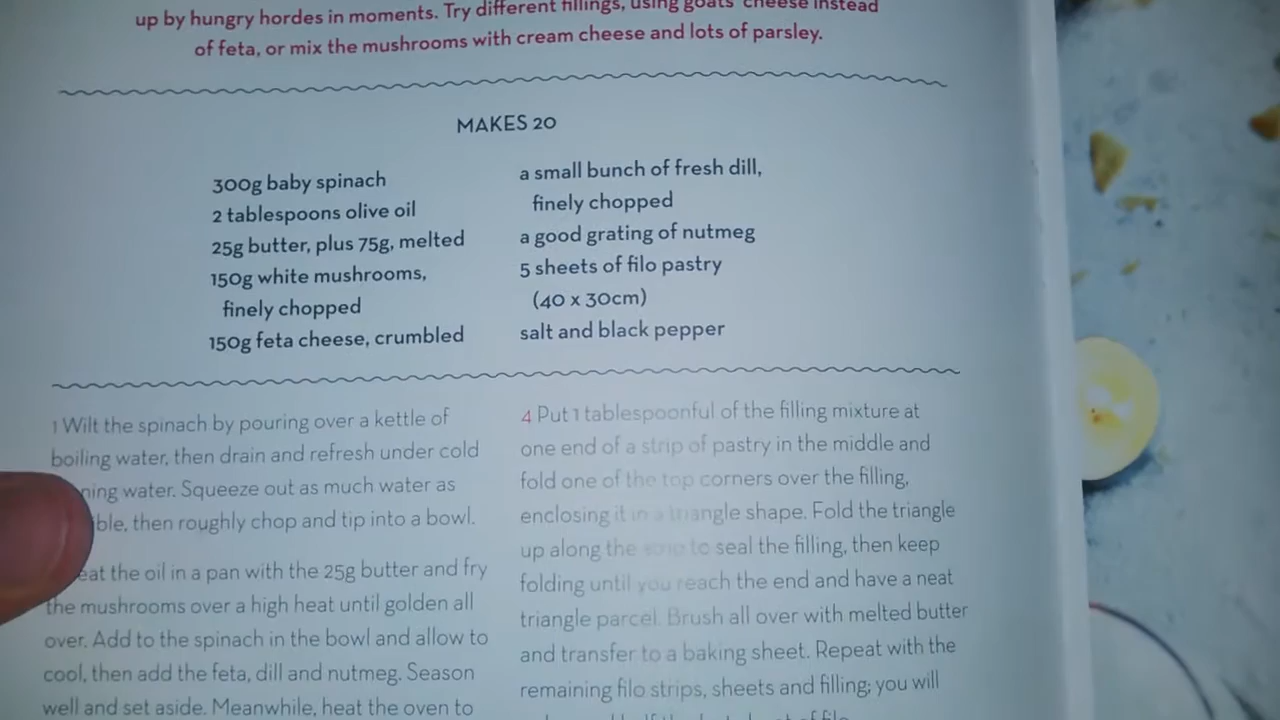 up by hungry hordes in moments. Try different fillings, using goats' cheese instead
of feta, or mix the mushrooms with cream cheese and lots of parsley.
MAKES 20
300g baby spinach
2 tablespoons olive oil
25g butter, plus 75g, melted
150g white mushrooms,
finely chopped
150g feta cheese, crumbled
a small bunch of fresh dill,
finely chopped
a good grating of nutmeg
5 sheets of filo pastry
(40 x 30cm)
salt and black pepper
1 Wilt the spinach by pouring over a kettle of
boiling water, then drain and refresh under cold
water. Squeeze out as much water as
then roughly chop and tip into a bowl.
the oil in a pan with the 25g butter and fry
the mushrooms over a high heat until golden all
over. Add to the spinach in the bowl and allow to
cool, then add the feta, dill and nutmeg. Season
well and set aside. Meanwhile, heat the oven to
4 Put 1 tablespoonful of the filling mixture at
one end of a strip of pastry in the middle and
fold one of the top corners over the filling,
enclosing it in a triangle shape. Fold the triangle
up along the strip to seal the filling, then keep
folding until you reach the end and have a neat
triangle parcel. Brush all over with melted butter
and transfer to a baking sheet. Repeat with the
remaining filo strips, sheets and filling; you will